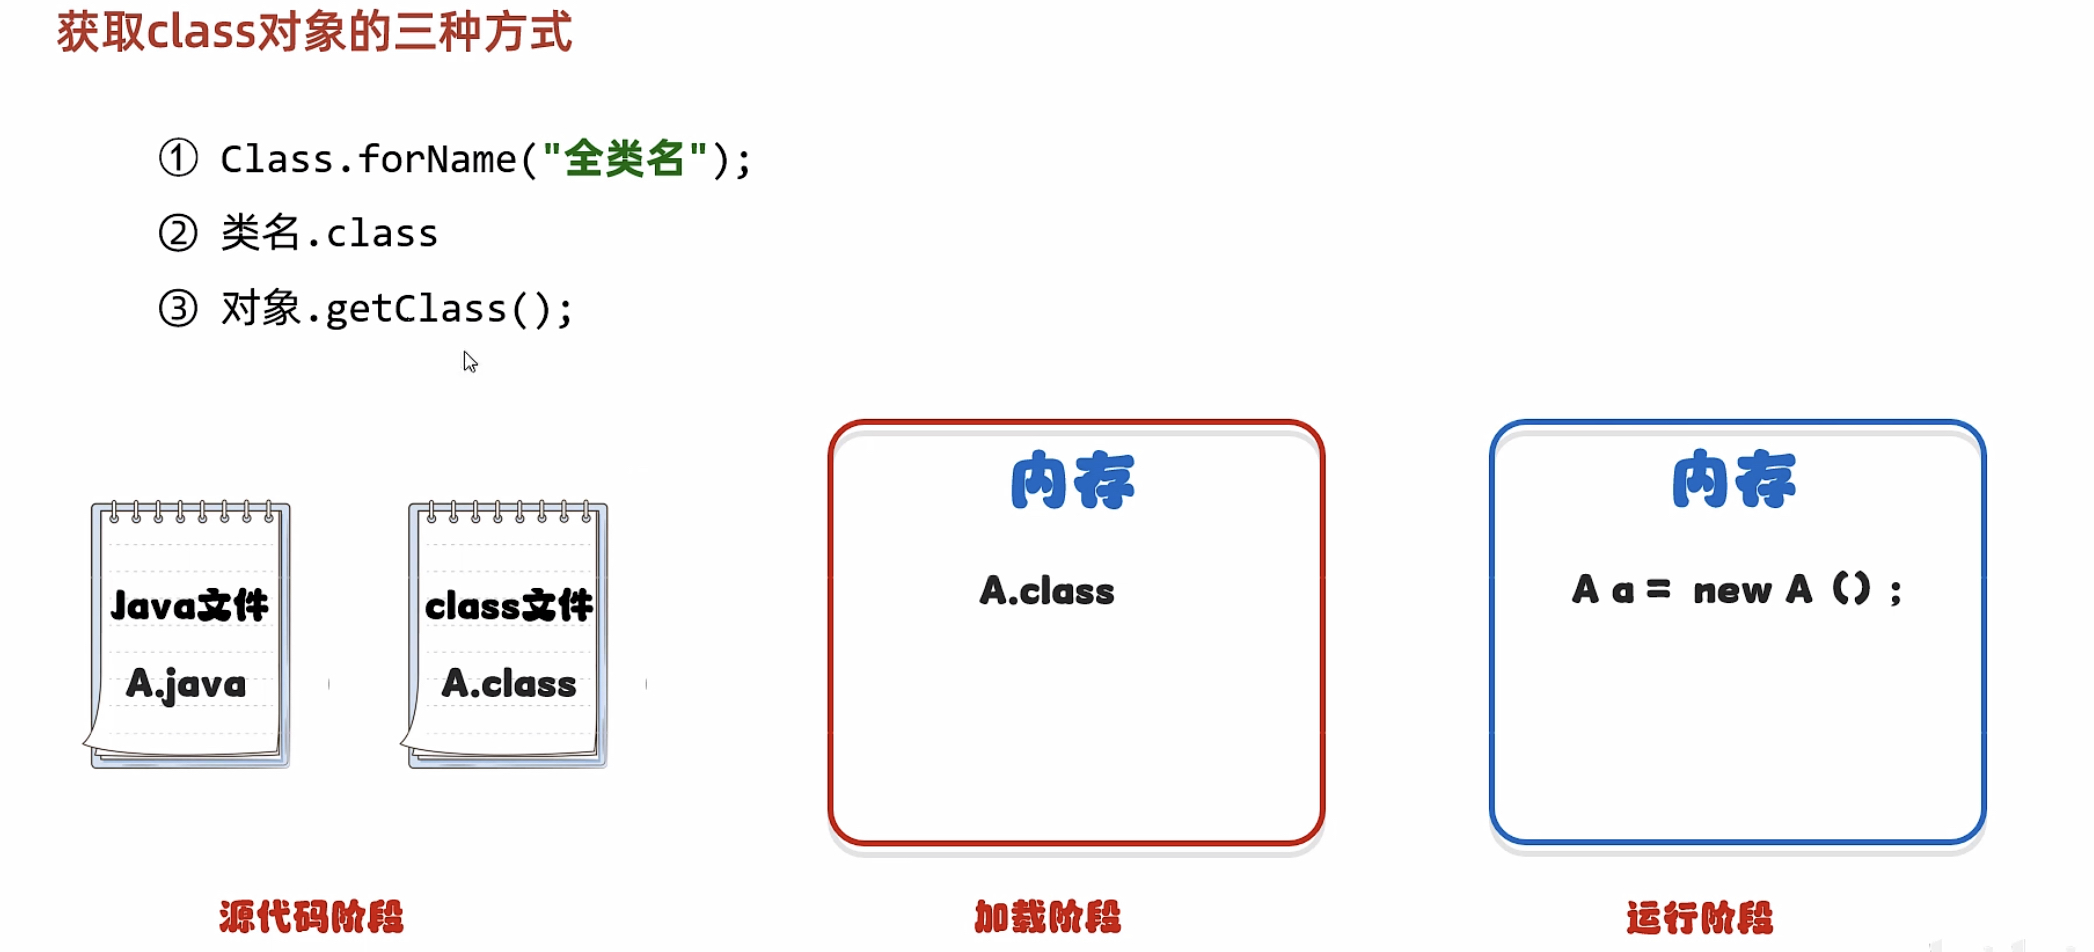 获取class对象的三种方式
① Class.forName("全类名");
② 类名.class
③ 对象.getClass();
Java文件
A.java
class文件
A.class
内存
A.class
内存
A a = new A () ;
源代码阶段
加载阶段
运行阶段